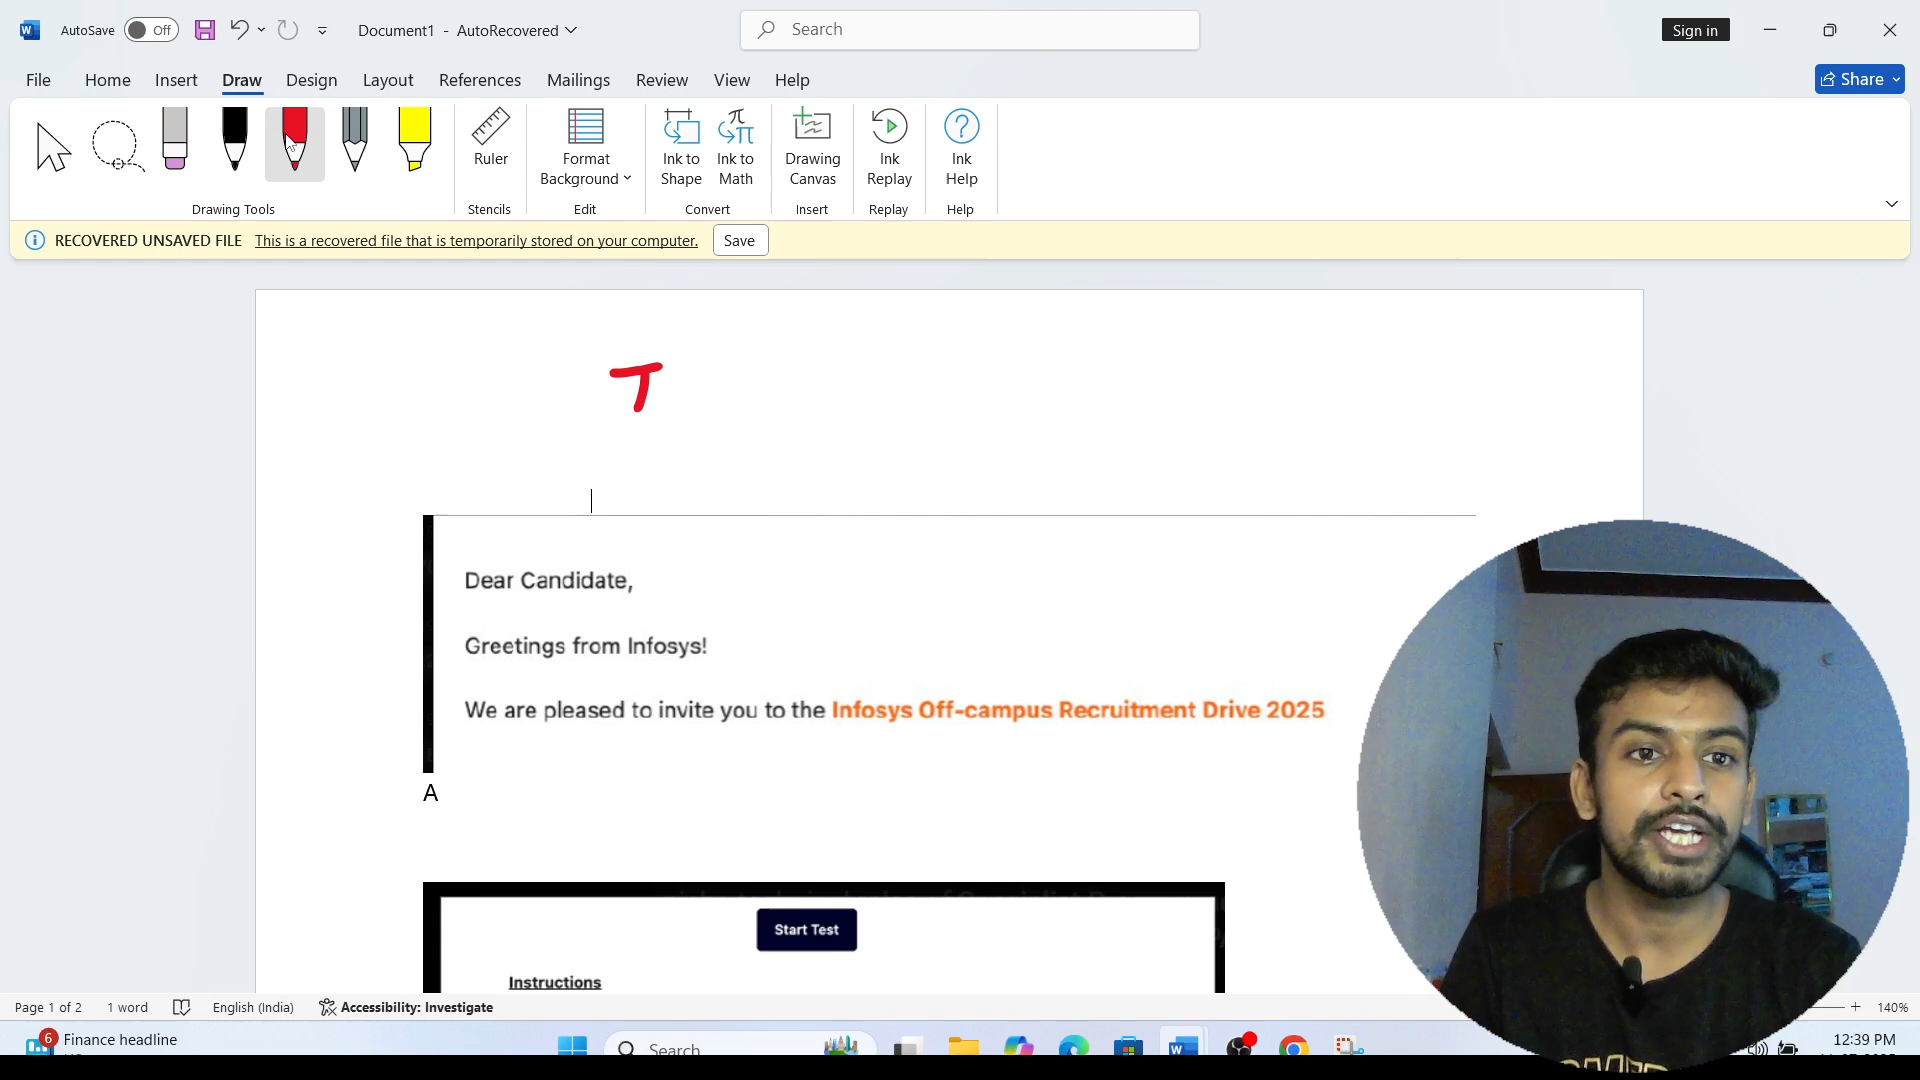 AutoSave Off Document1 - AutoRecovered Search Sign in
File Home Insert Draw Design Layout References Mailings Review View Help Share
Ruler Format Background Ink to Shape Ink to Math Drawing Canvas Ink Replay Ink Help
Drawing Tools Stencils Edit Convert Insert Replay Help
RECOVERED UNSAVED FILE This is a recovered file that is temporarily stored on your computer. Save
T
Dear Candidate,
Greetings from Infosys!
We are pleased to invite you to the Infosys Off-campus Recruitment Drive 2025
A
Start Test
Instructions
Page 1 of 2 1 word English (India) Accessibility: Investigate 140%
6 Finance headline
Search
12:39 PM